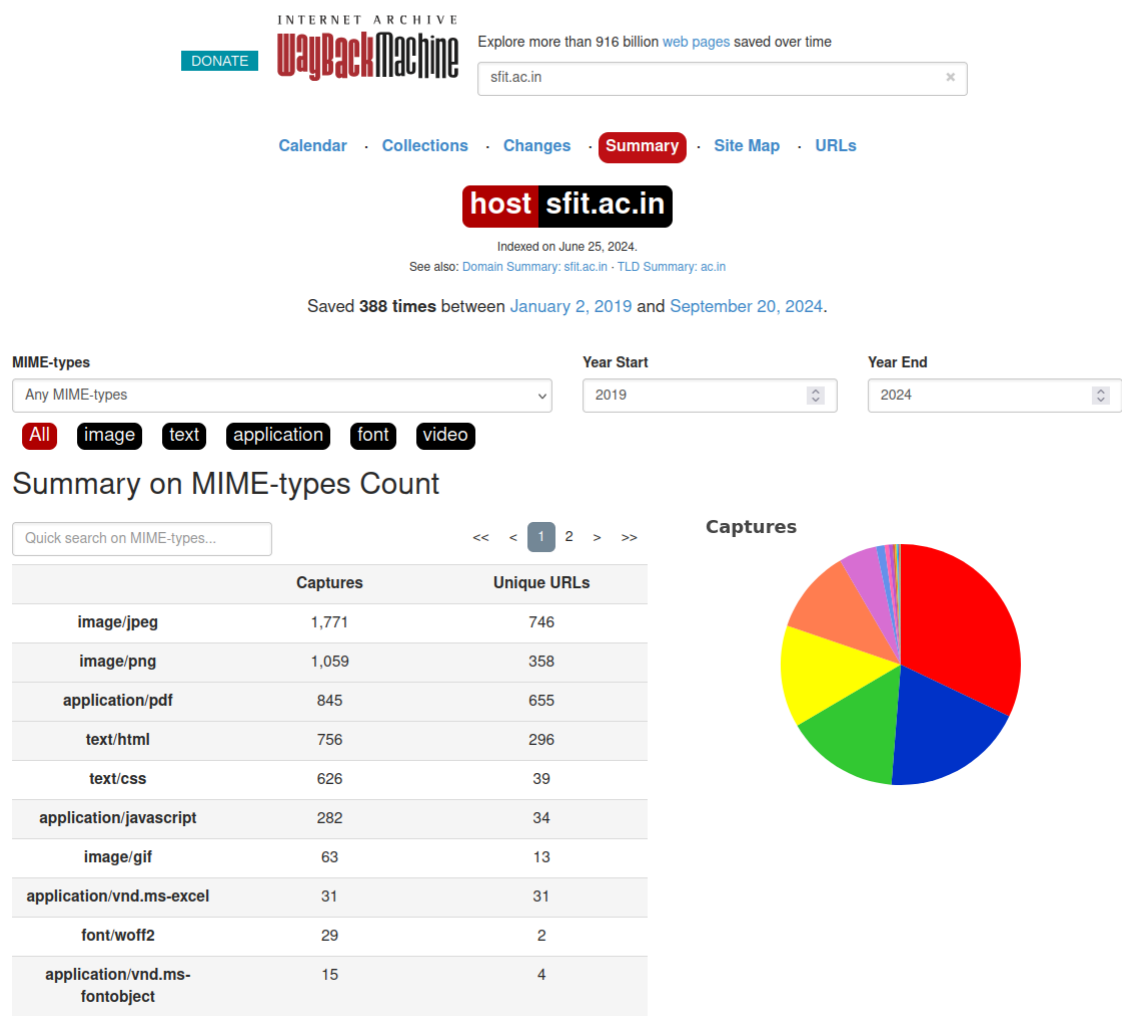 INTERNET ARCHIVE
DONATE
WayBackMachine
Explore more than 916 billion web pages saved over time
sfit.ac.in ×
Calendar · Collections · Changes · Summary · Site Map · URLs
host sfit.ac.in
Indexed on June 25, 2024.
See also: Domain Summary: sfit.ac.in · TLD Summary: ac.in
Saved 388 times between January 2, 2019 and September 20, 2024.
MIME-types Year Start Year End
Any MIME-types 2019 2024
All image text application font video
Summary on MIME-types Count
Quick search on MIME-types... << < 1 2 > >>
Captures
Captures Unique URLs
image/jpeg 1,771 746
image/png 1,059 358
application/pdf 845 655
text/html 756 296
text/css 626 39
application/javascript 282 34
image/gif 63 13
application/vnd.ms-excel 31 31
font/woff2 29 2
application/vnd.ms- 15 4
fontobject